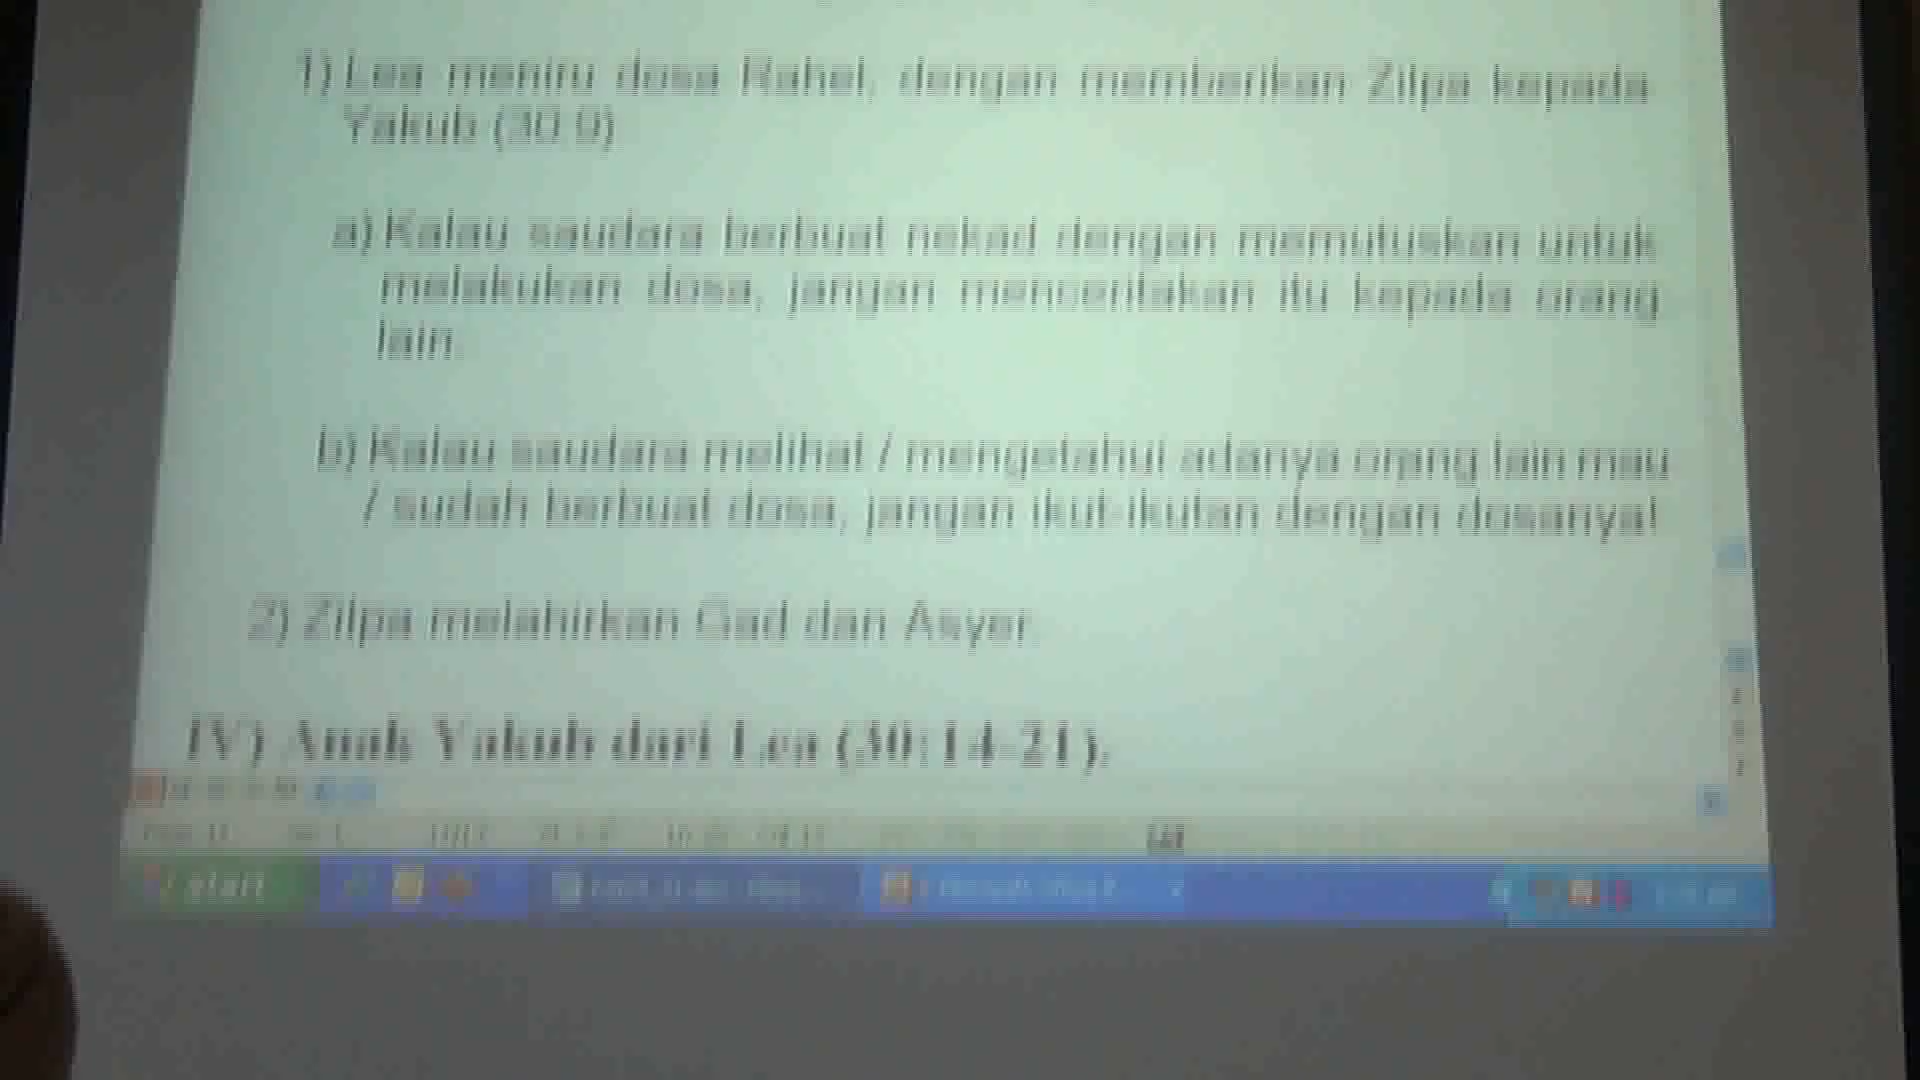 1) Lea meniru dosa Rahel, dengan memberikan Zilpa kepada
Yakub (30:9)
a) Kalau saudara berbuat nekad dengan memutuskan untuk
melakukan dosa, jangan menceritakan itu kepada orang
lain
b) Kalau saudara melihat / mengetahui adanya orang lain mau
/ sudah berbuat dosa, jangan ikut-ikutan dengan dosanya!
2) Zilpa melahirkan Gad dan Asyer
IV) Anak Yakub dari Lea (30:14-21).
start